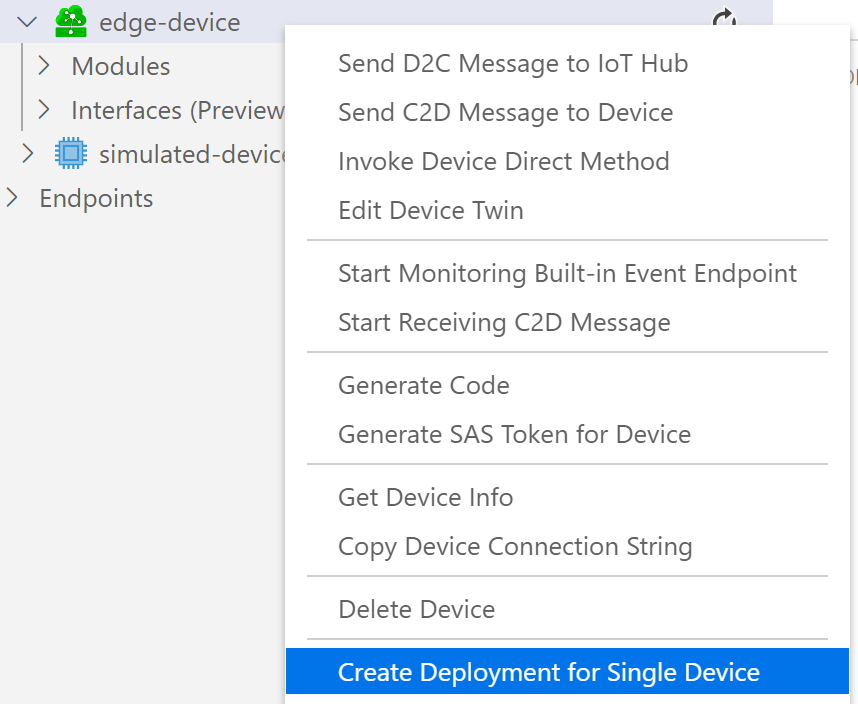 edge-device
Modules
Interfaces (Preview
simulated-device
Endpoints
Send D2C Message to IoT Hub
Send C2D Message to Device
Invoke Device Direct Method
Edit Device Twin
Start Monitoring Built-in Event Endpoint
Start Receiving C2D Message
Generate Code
Generate SAS Token for Device
Get Device Info
Copy Device Connection String
Delete Device
Create Deployment for Single Device